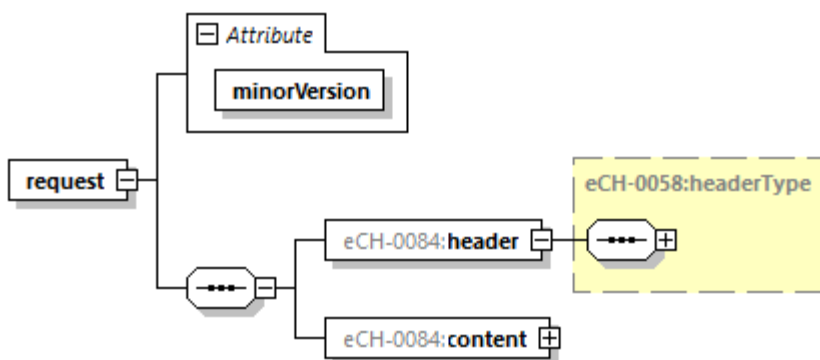 Attribute
minorVersion
request
eCH-0058:headerType
eCH-0084:header
eCH-0084:content